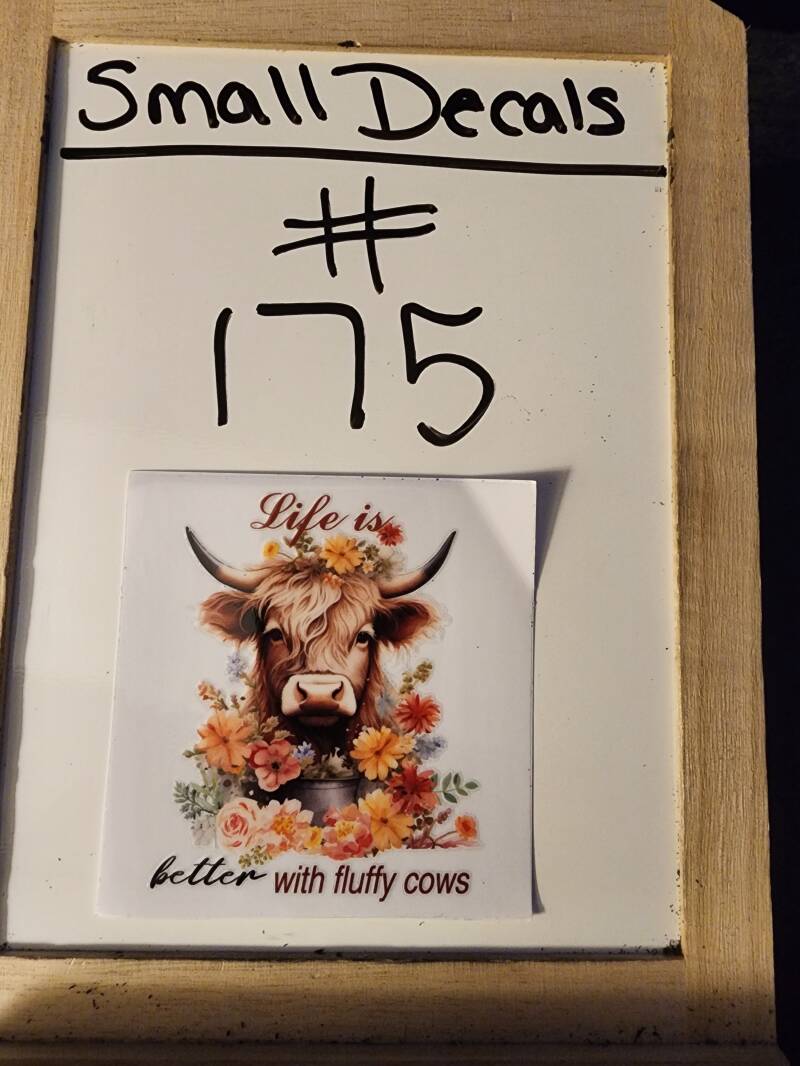 Small Decals
#
175
Life is
better with fluffy cows